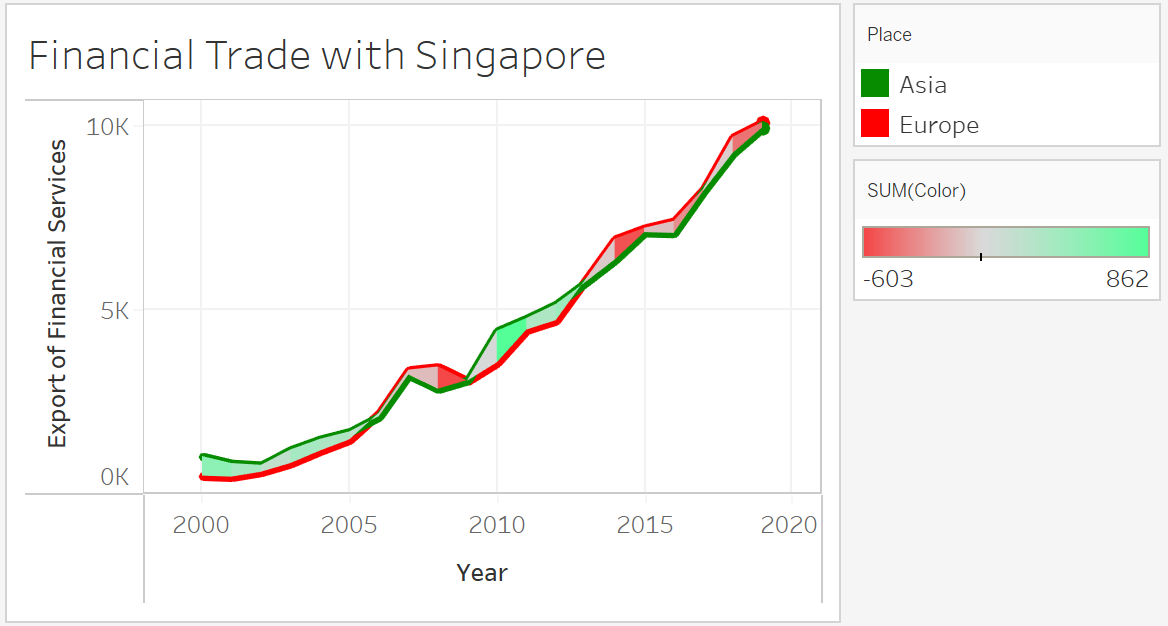 Financial Trade with Singapore
Export of Financial Services
10K
5K
0K
2000 2005 2010 2015 2020
Year
Place
Asia
Europe
SUM(Color)
-603 862